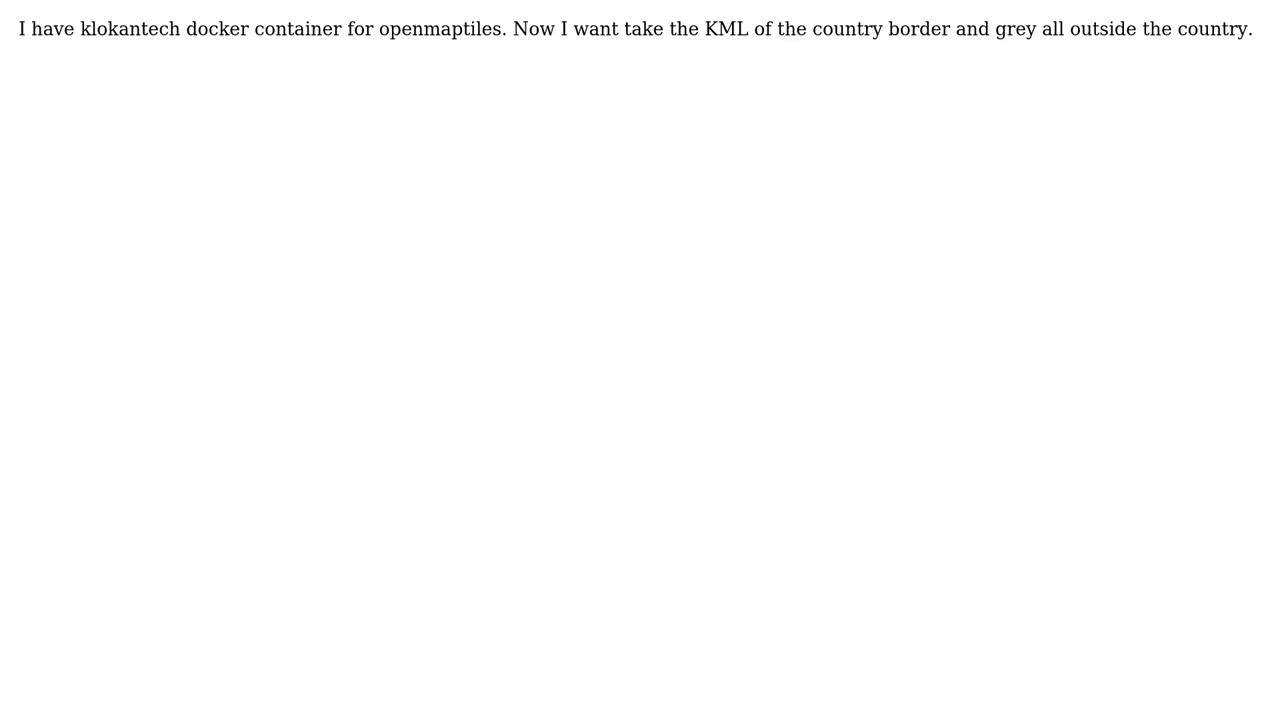 I have klokantech docker container for openmaptiles. Now I want take the KML of the country border and grey all outside the country.